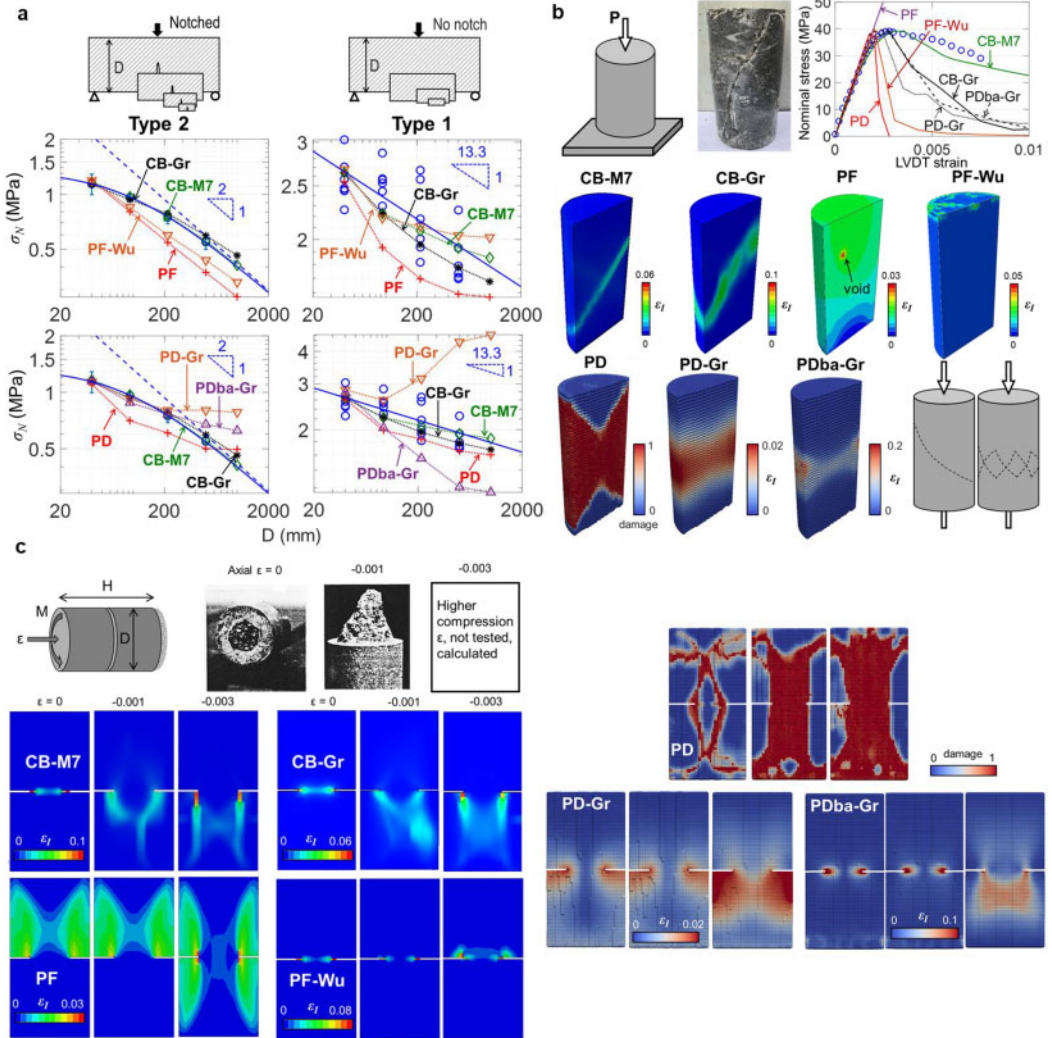 a
Notched
No notch
D
D
Type 2
Type 1
2
1.5
1
0.5
σN (MPa)
CB-Gr
CB-M7
PF-Wu
PF
2
1
20
200
2000
3
2.5
2
13.3
1
CB-Gr
CB-M7
PF-Wu
PF
20
200
2000
2
1.5
1
0.5
σN (MPa)
PD-Gr
PDba-Gr
PD
CB-M7
CB-Gr
2
1
20
200
2000
4
3
2
PD-Gr
13.3
1
CB-Gr
CB-M7
PDba-Gr
PD
20
200
2000
D (mm)
b
P
Nominal stress (MPa)
50
40
30
20
10
0
PF
PF-Wu
CB-M7
CB-Gr
PDba-Gr
PD
PD-Gr
0
0.005
0.01
LVDT strain
CB-M7
CB-Gr
PF
PF-Wu
0.06
εI
0
0.1
εI
0
void
0.03
εI
0
0.05
εI
0
PD
PD-Gr
PDba-Gr
1
0
damage
0.02
εI
0
0.2
εI
0
c
H
M
ε
D
Axial ε = 0
-0.001
-0.003
Higher
compression
ε, not tested,
calculated
ε = 0
-0.001
-0.003
ε = 0
-0.001
-0.003
CB-M7
0 εI 0.1
CB-Gr
0 εI 0.06
PF
0 εI 0.03
PF-Wu
0 εI 0.08
PD
damage
0 1
PD-Gr
εI
0 0.02
PDba-Gr
εI
0 0.1